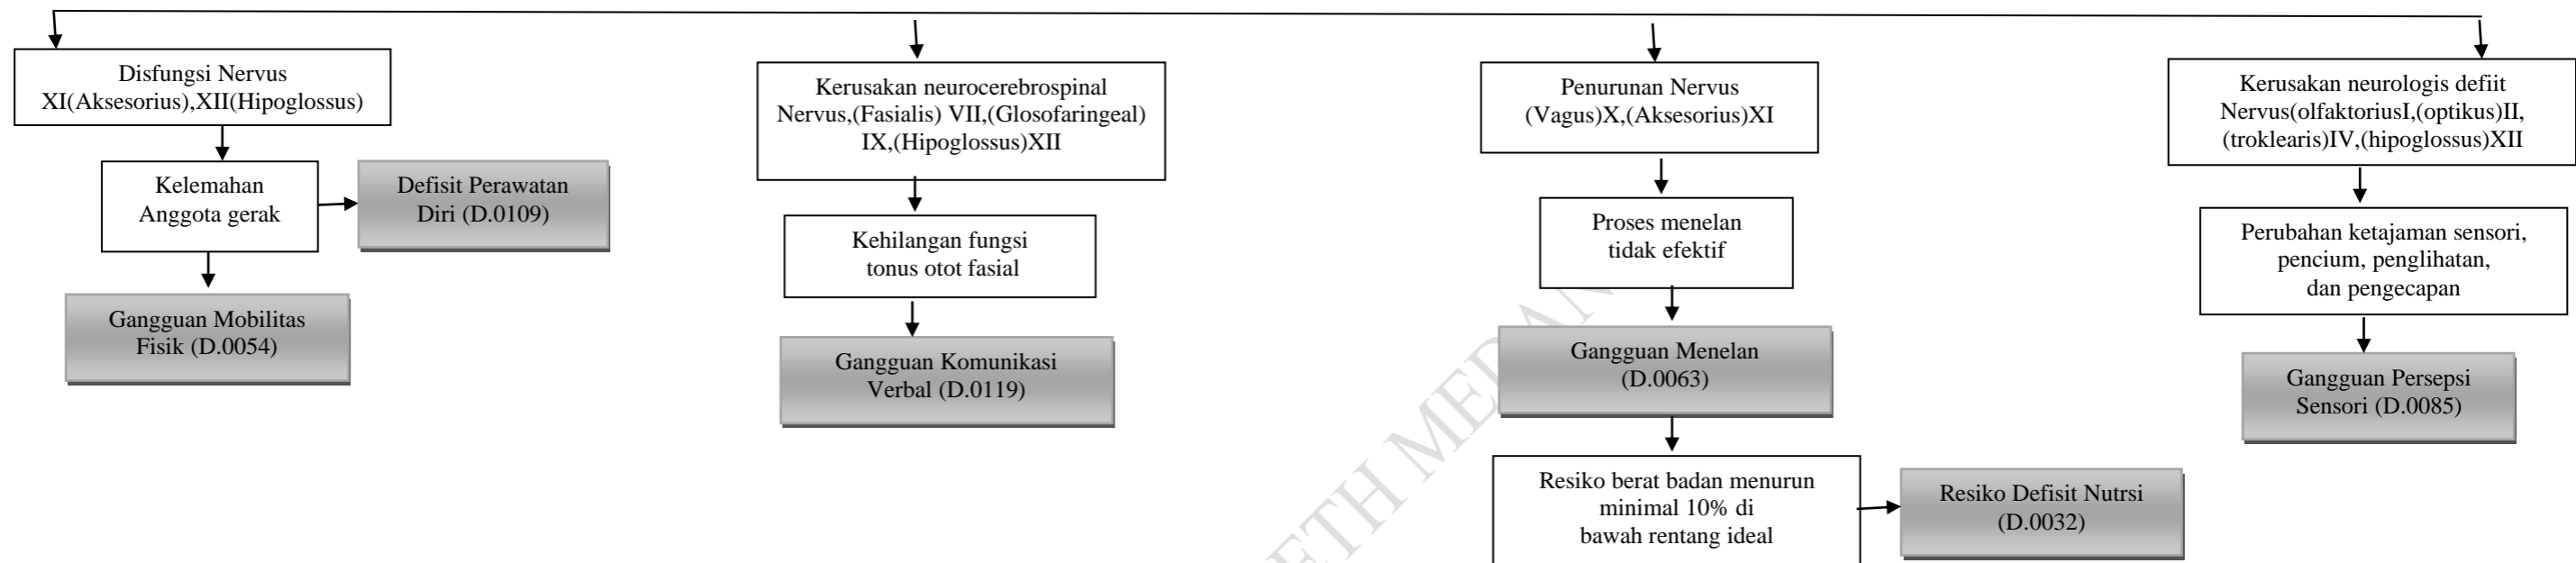 Disfungsi Nervus
XI(Aksesorius),XII(Hipoglossus)
Kelemahan
Anggota gerak
Defisit Perawatan
Diri (D.0109)
Gangguan Mobilitas
Fisik (D.0054)
Kerusakan neurocerebrospinal
Nervus,(Fasialis) VII,(Glosofaringeal)
IX,(Hipoglossus)XII
Kehilangan fungsi
tonus otot fasial
Gangguan Komunikasi
Verbal (D.0119)
Penurunan Nervus
(Vagus)X,(Aksesorius)XI
Proses menelan
tidak efektif
Gangguan Menelan
(D.0063)
Resiko berat badan menurun
minimal 10% di
bawah rentang ideal
Resiko Defisit Nutrsi
(D.0032)
Kerusakan neurologis defiit
Nervus(olfaktoriusI,(optikus)II,
(troklearis)IV,(hipoglossus)XII
Perubahan ketajaman sensori,
pencium, penglihatan,
dan pengecapan
Gangguan Persepsi
Sensori (D.0085)